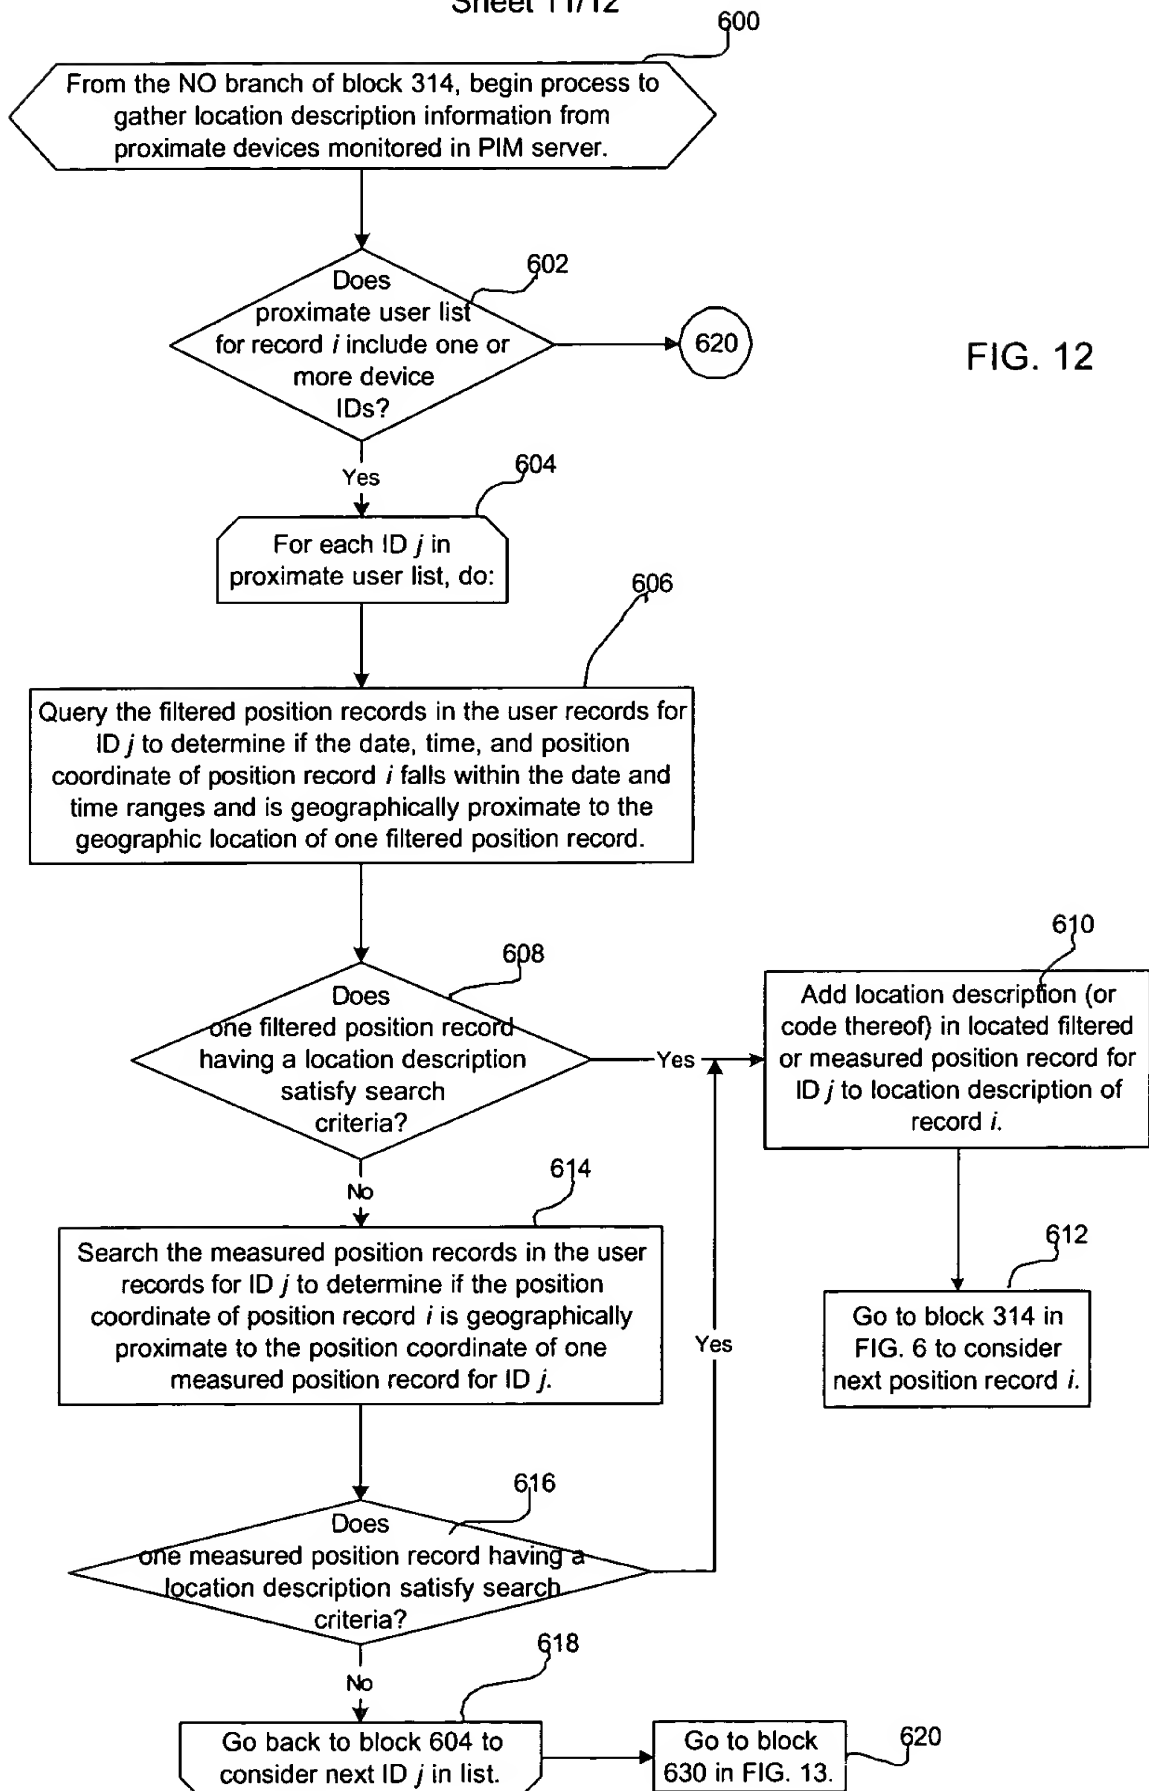 Sheet 11/12
600
From the NO branch of block 314, begin process to
gather location description information from
proximate devices monitored in PIM server.
602
Does
proximate user list
for record i include one or
more device
IDs?
620
FIG. 12
Yes
604
For each ID j in
proximate user list, do:
606
Query the filtered position records in the user records for
ID j to determine if the date, time, and position
coordinate of position record i falls within the date and
time ranges and is geographically proximate to the
geographic location of one filtered position record.
608
Does
one filtered position record
having a location description
satisfy search
criteria?
Yes
610
Add location description (or
code thereof) in located filtered
or measured position record for
ID j to location description of
record i.
No
614
Search the measured position records in the user
records for ID j to determine if the position
coordinate of position record i is geographically
proximate to the position coordinate of one
measured position record for ID j.
Yes
612
Go to block 314 in
FIG. 6 to consider
next position record i.
616
Does
one measured position record having a
location description satisfy search
criteria?
No
618
Go back to block 604 to
consider next ID j in list.
Go to block
630 in FIG. 13.
620